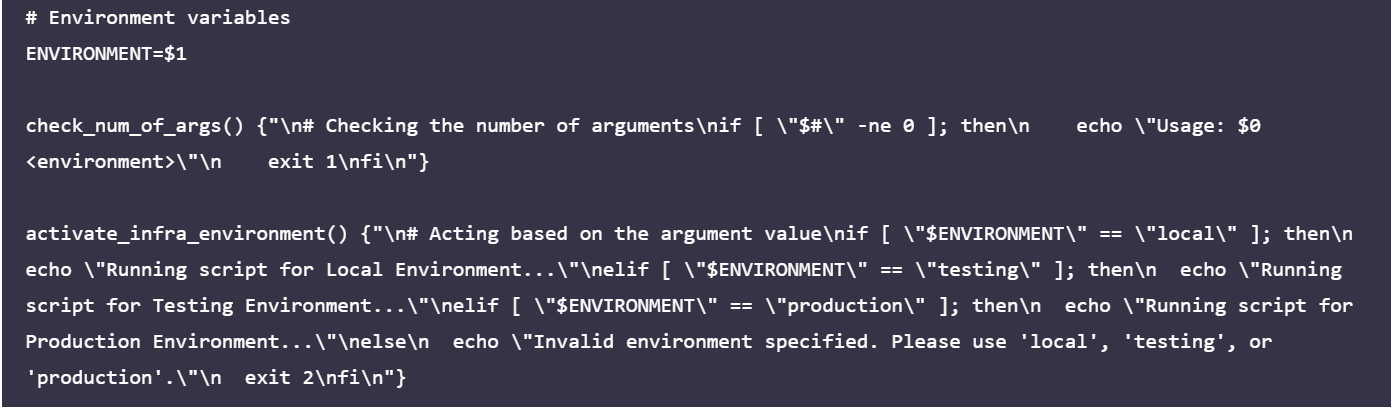 # Environment variables
ENVIRONMENT=$1
check_num_of_args() {"\n# Checking the number of arguments\nif [ \"$#\" -ne 0 ]; then\n    echo \"Usage: $0
<environment>\"\n    exit 1\nfi\n"}
activate_infra_environment() {"\n# Acting based on the argument value\nif [ \"$ENVIRONMENT\" == \"local\" ]; then\n
echo \"Running script for Local Environment...\"\nelif [ \"$ENVIRONMENT\" == \"testing\" ]; then\n  echo \"Running
script for Testing Environment...\"\nelif [ \"$ENVIRONMENT\" == \"production\" ]; then\n  echo \"Running script for
Production Environment...\"\nelse\n  echo \"Invalid environment specified. Please use 'local', 'testing', or
'production'.\"\n  exit 2\nfi\n"}